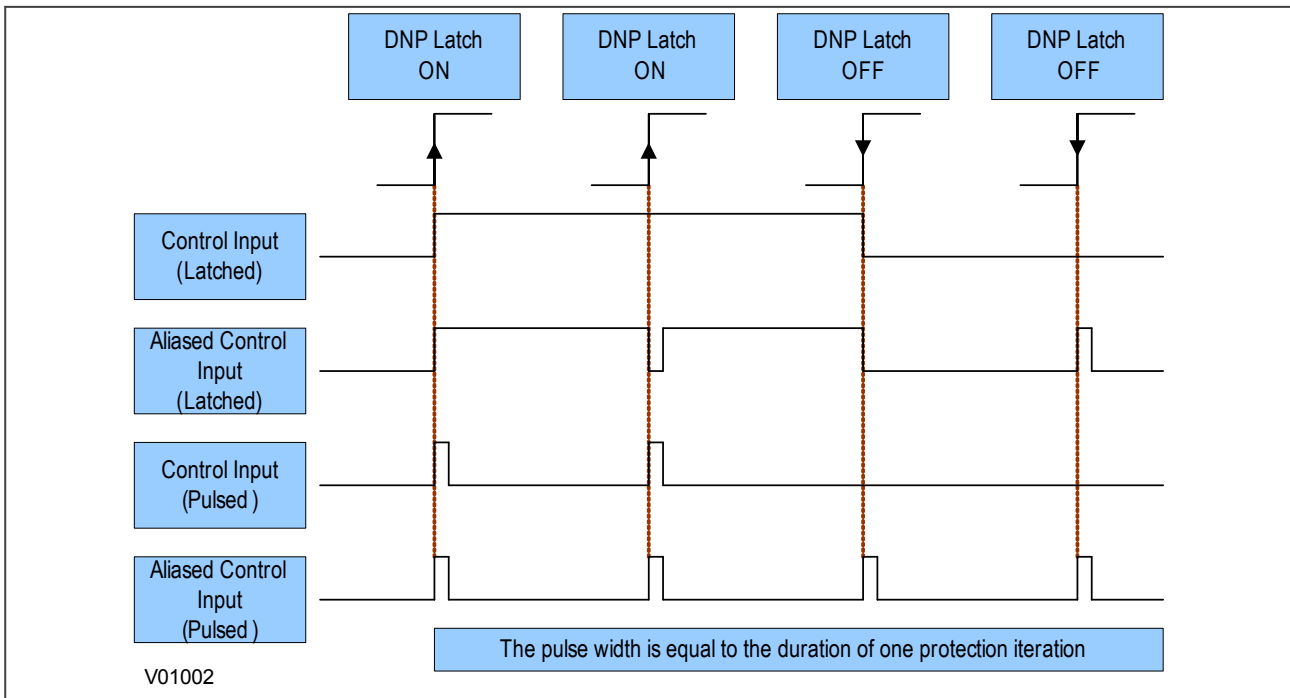 DNP Latch
ON
DNP Latch
ON
DNP Latch
OFF
DNP Latch
OFF
Control Input
(Latched)
Aliased Control
Input
(Latched)
Control Input
(Pulsed )
Aliased Control
Input
(Pulsed )
The pulse width is equal to the duration of one protection iteration
V01002